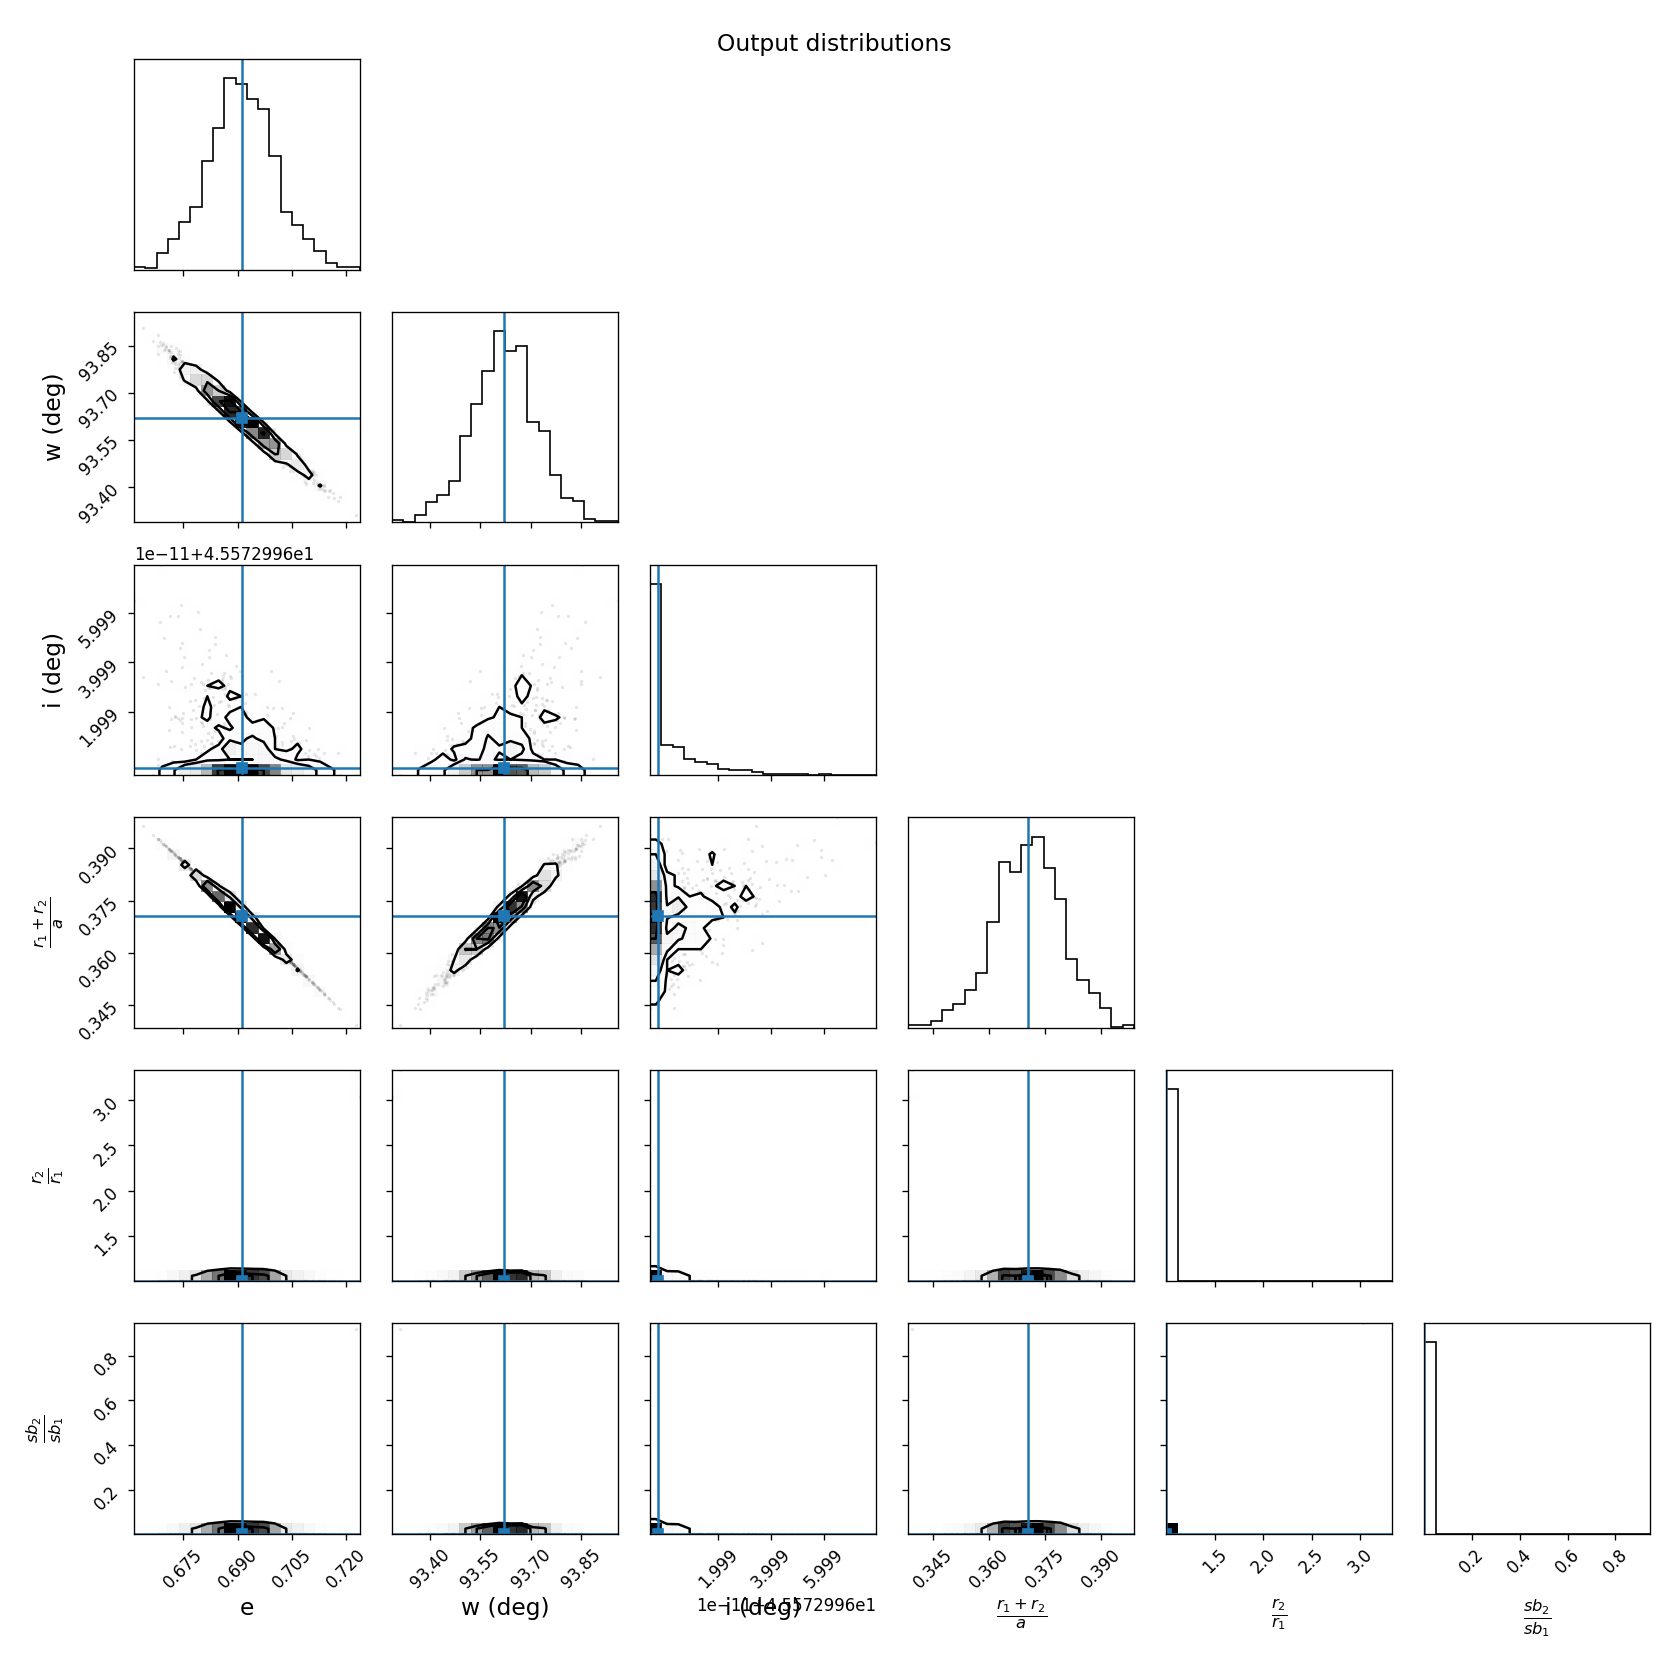 Output distributions
w (deg)
93.85
93.70
93.55
93.40
1e−11+4.5572996e1
i (deg)
5.999
3.999
1.999
r₁ + r₂
a
0.390
0.375
0.360
0.345
r₂
r₁
3.0
2.5
2.0
1.5
sb₂
sb₁
0.8
0.6
0.4
0.2
0.675 0.690 0.705 0.720
93.40 93.55 93.70 93.85
1.999 3.999 5.999
0.345 0.360 0.375 0.390
1.5 2.0 2.5 3.0
0.2 0.4 0.6 0.8
e
w (deg)
1e−11+4.5572996e1
i (deg)
r₁ + r₂
a
r₂
r₁
sb₂
sb₁